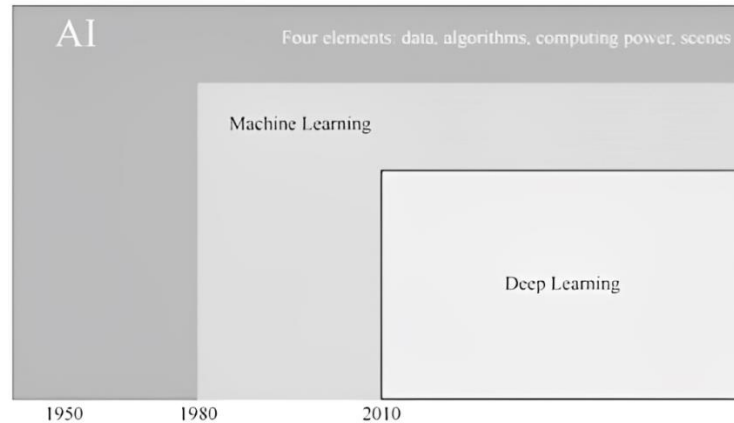 AI
Four elements: data, algorithms, computing power, scenes
Machine Learning
Deep Learning
1950 1980 2010